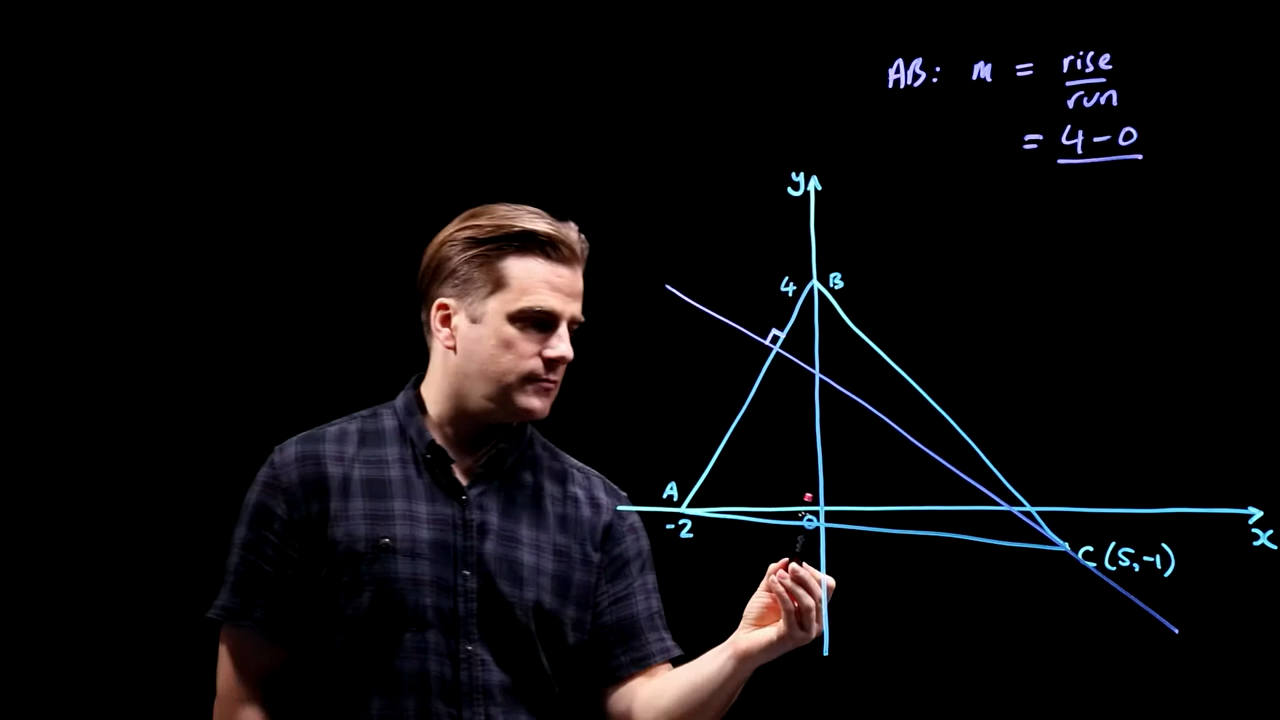 AB: m = rise
run
= 4-0
y
4 B
A
-2
0
x
C (5,-1)